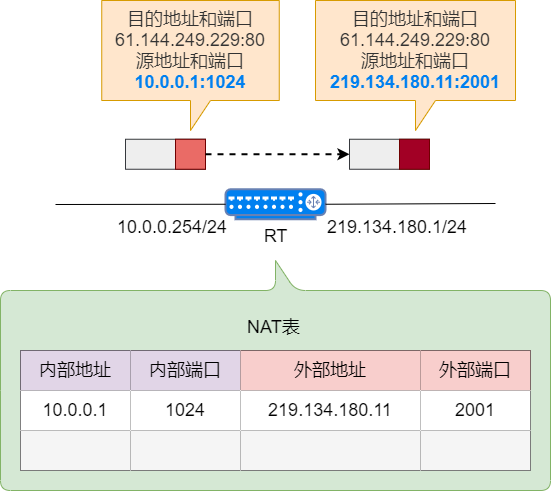 目的地址和端口
61.144.249.229:80
源地址和端口
10.0.0.1:1024
目的地址和端口
61.144.249.229:80
源地址和端口
219.134.180.11:2001
10.0.0.254/24
RT
219.134.180.1/24
NAT表
内部地址 内部端口 外部地址 外部端口
10.0.0.1 1024 219.134.180.11 2001